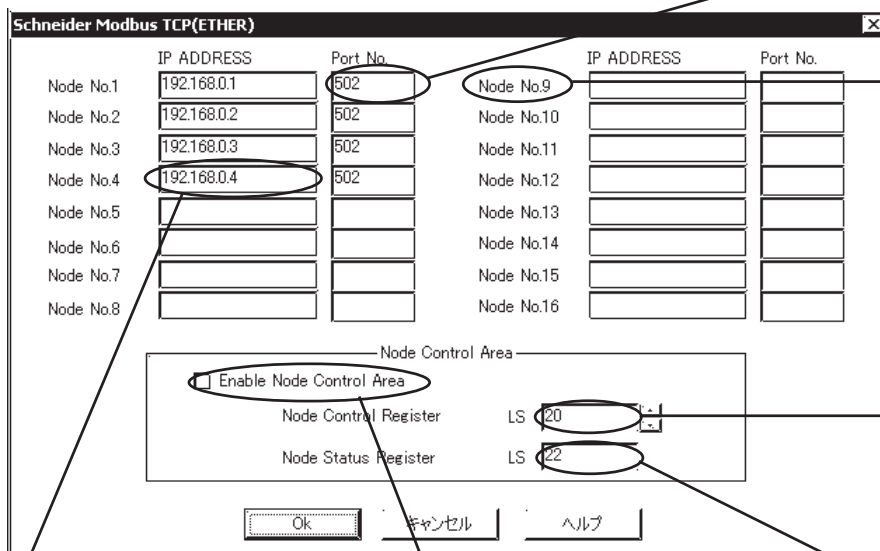 Schneider Modbus TCP(ETHER)
IP ADDRESS Port No. IP ADDRESS Port No.
Node No.1 192.168.0.1 502 Node No.9
Node No.2 192.168.0.2 502 Node No.10
Node No.3 192.168.0.3 502 Node No.11
Node No.4 192.168.0.4 502 Node No.12
Node No.5 Node No.13
Node No.6 Node No.14
Node No.7 Node No.15
Node No.8 Node No.16
Node Control Area
Enable Node Control Area
Node Control Register LS 20
Node Status Register LS 22
Ok キャンセル ヘルプ